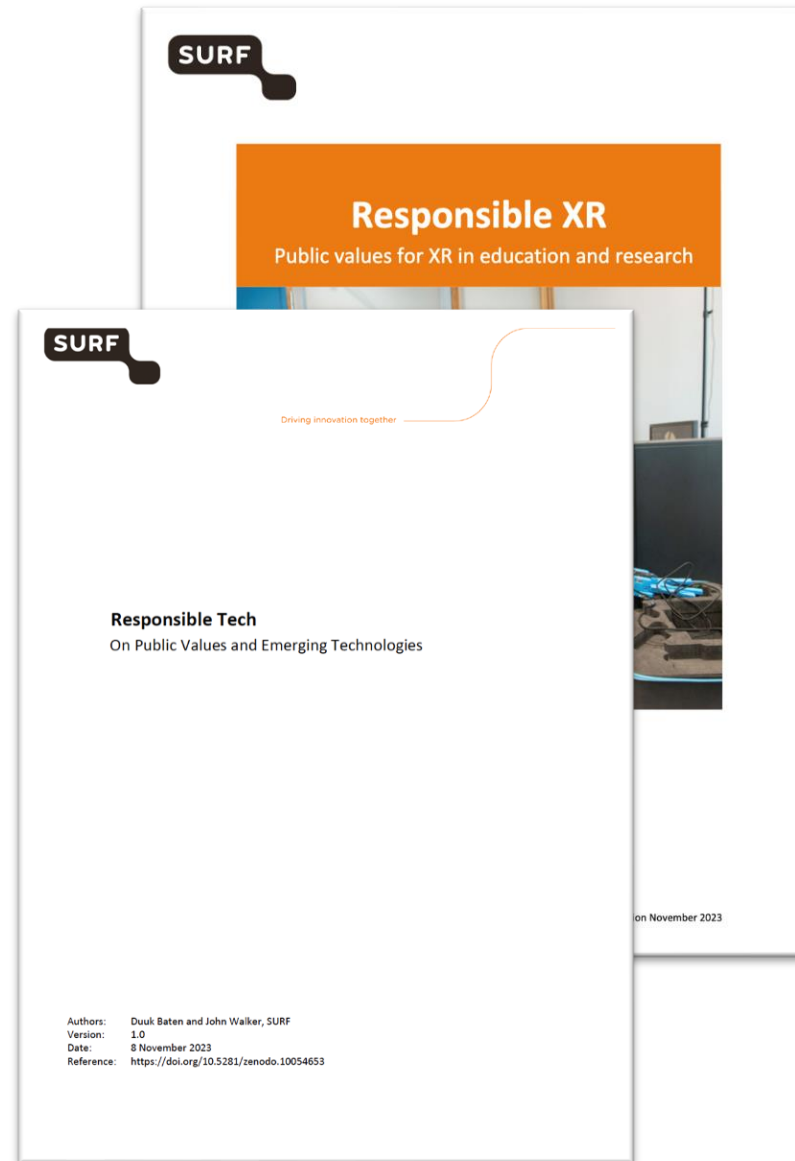 SURF
Responsible XR
Public values for XR in education and research
on November 2023
SURF
Driving innovation together
Responsible Tech
On Public Values and Emerging Technologies
Authors: Duuk Baten and John Walker, SURF
Version: 1.0
Date: 8 November 2023
Reference: https://doi.org/10.5281/zenodo.10054653